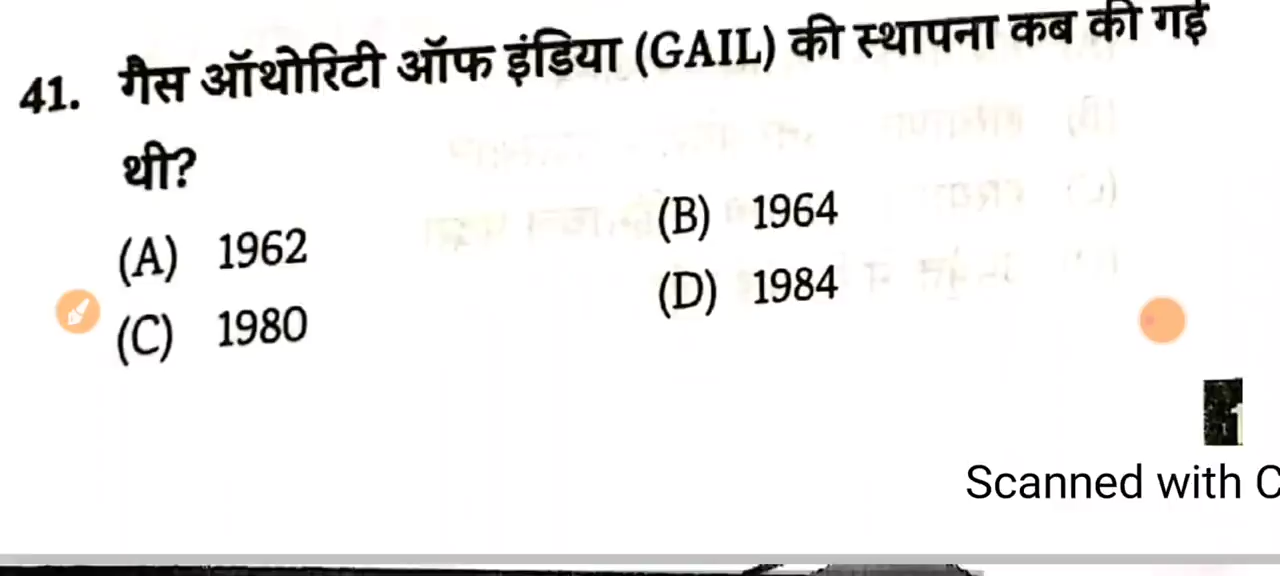 41. गैस ऑथोरिटी ऑफ इंडिया (GAIL) की स्थापना कब की गई
थी?
(A) 1962 (B) 1964
(C) 1980 (D) 1984
Scanned with C